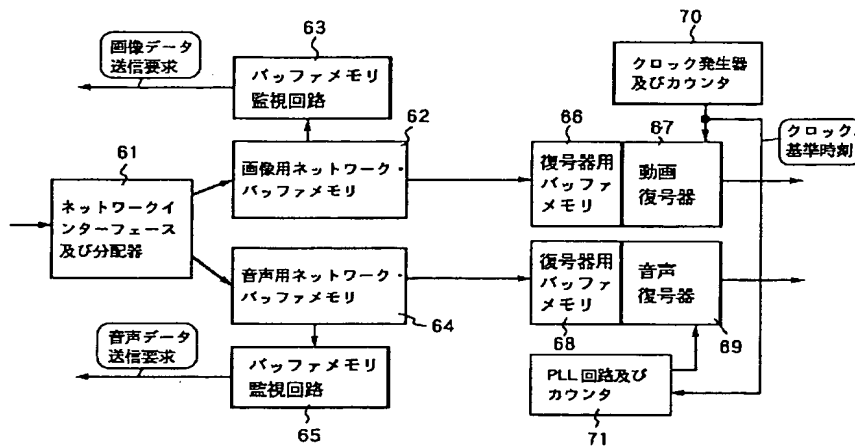 70
63
画像データ
送信要求
バッファメモリ
監視回路
クロック発生器
及びカウンタ
62
66
67
クロック,
基準時刻
61
画像用ネットワーク・
バッファメモリ
復号器用
バッファ
メモリ
動画
復号器
ネットワークイ
ンターフェース
及び分配器
音声用ネットワーク・
バッファメモリ
復号器用
バッファ
メモリ
音声
復号器
64
68
69
音声データ
送信要求
バッファメモリ
監視回路
PLL回路及び
カウンタ
65
71